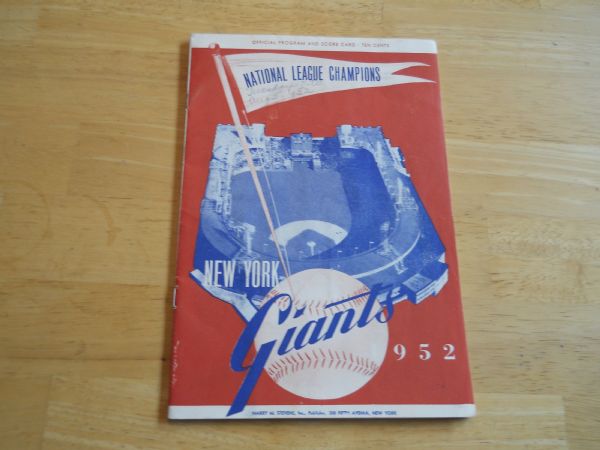 OFFICIAL PROGRAM AND SCORE CARD · TEN CENTS
NATIONAL LEAGUE CHAMPIONS
NEW YORK
Giants
952
HARRY M. STEVENS, Inc., Publisher, 320 FIFTH AVENUE, NEW YORK